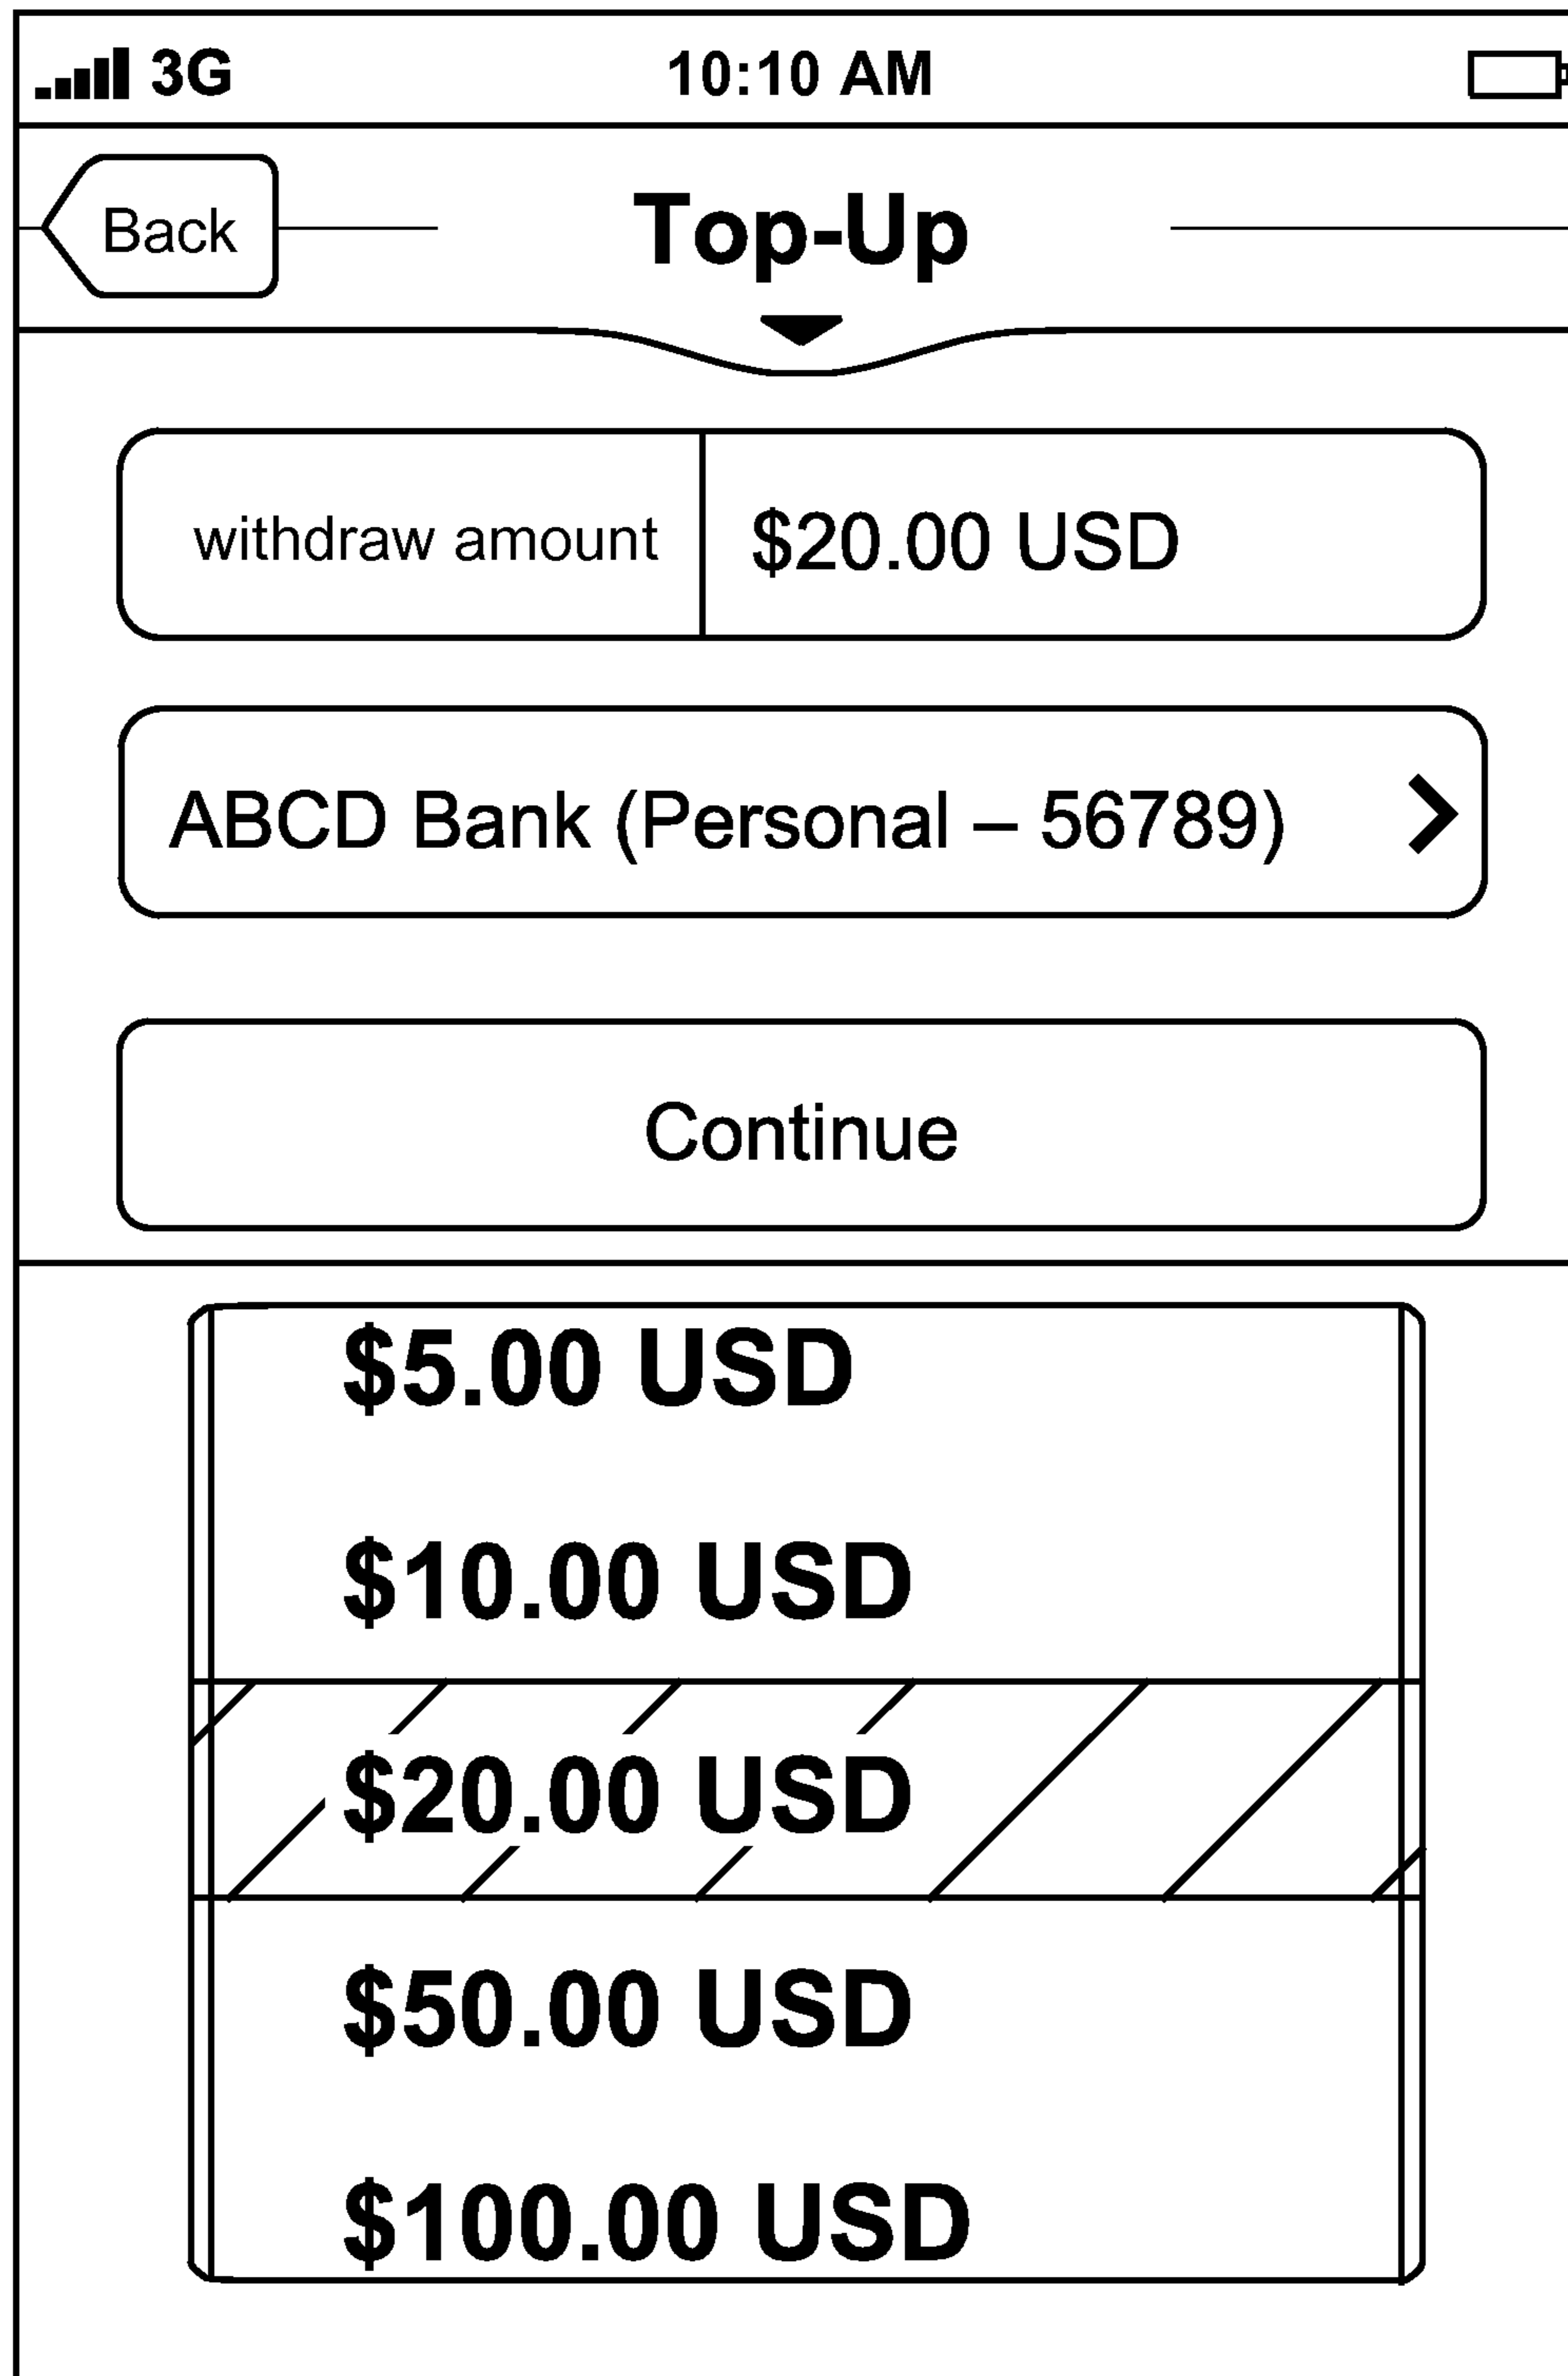 3G 10:10 AM
Back Top-Up
withdraw amount $20.00 USD
ABCD Bank (Personal – 56789)
Continue
$5.00 USD
$10.00 USD
$20.00 USD
$50.00 USD
$100.00 USD